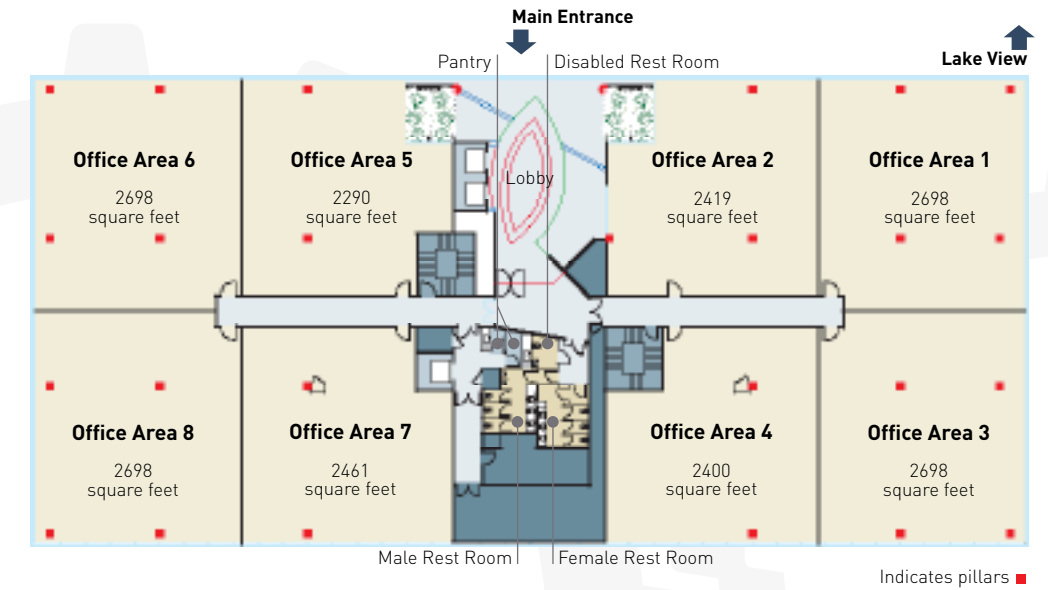 Main Entrance
Lake View
Pantry
Disabled Rest Room
Office Area 6
2698
square feet
Office Area 5
2290
square feet
Lobby
Office Area 2
2419
square feet
Office Area 1
2698
square feet
Office Area 8
2698
square feet
Office Area 7
2461
square feet
Office Area 4
2400
square feet
Office Area 3
2698
square feet
Male Rest Room
Female Rest Room
Indicates pillars